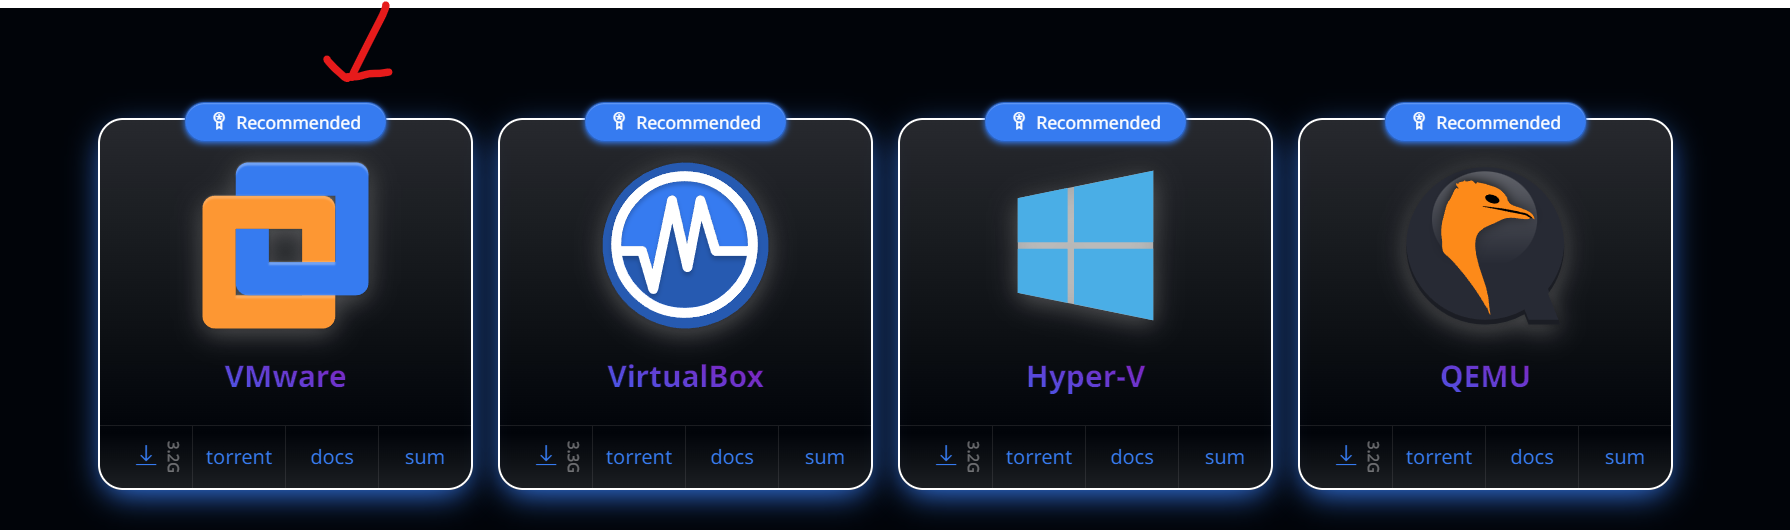 Recommended
Recommended
Recommended
Recommended
VMware
VirtualBox
Hyper-V
QEMU
3.2G torrent docs sum
3.3G torrent docs sum
3.2G torrent docs sum
3.2G torrent docs sum